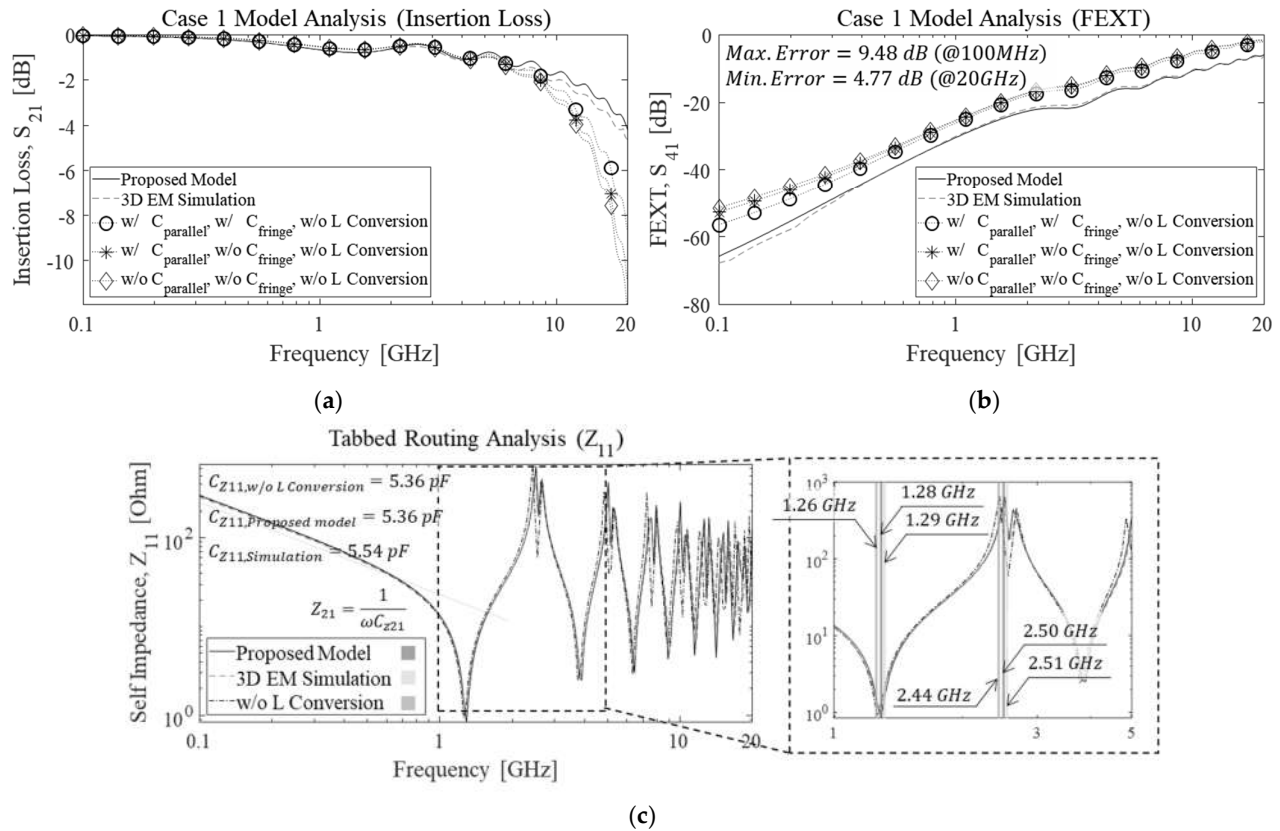 Case 1 Model Analysis (Insertion Loss)
Insertion Loss, S21 [dB]
0
-2
-4
-6
-8
-10
Proposed Model
3D EM Simulation
w/ Cparallel, w/ Cfringe, w/o L Conversion
w/ Cparallel, w/o Cfringe, w/o L Conversion
w/o Cparallel, w/o Cfringe, w/o L Conversion
0.1 1 10 20
Frequency [GHz]
(a)
Case 1 Model Analysis (FEXT)
FEXT, S41 [dB]
0
-20
-40
-60
-80
Max. Error = 9.48 dB (@100MHz)
Min. Error = 4.77 dB (@20GHz)
Proposed Model
3D EM Simulation
w/ Cparallel, w/ Cfringe, w/o L Conversion
w/ Cparallel, w/o Cfringe, w/o L Conversion
w/o Cparallel, w/o Cfringe, w/o L Conversion
0.1 1 10 20
Frequency [GHz]
(b)
Tabbed Routing Analysis (Z11)
Self Impedance, Z11 [Ohm]
10^2
10^0
CZ11,w/o L Conversion = 5.36 pF
CZ11,Proposed model = 5.36 pF
CZ11,Simulation = 5.54 pF
Z21 = 1/ωCz21
Proposed Model
3D EM Simulation
w/o L Conversion
0.1 1 10 20
Frequency [GHz]
10^3
10^2
10^1
10^0
1.26 GHz
1.28 GHz
1.29 GHz
2.50 GHz
2.51 GHz
2.44 GHz
1 3 5
(c)